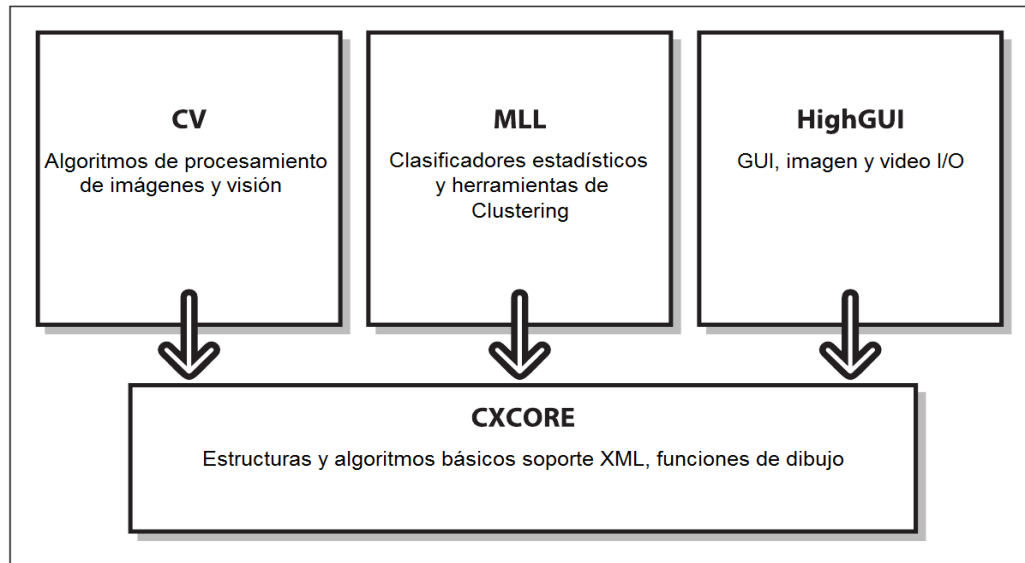 CV
Algoritmos de procesamiento
de imágenes y visión
MLL
Clasificadores estadísticos
y herramientas de
Clustering
HighGUI
GUI, imagen y video I/O
CXCORE
Estructuras y algoritmos básicos soporte XML, funciones de dibujo